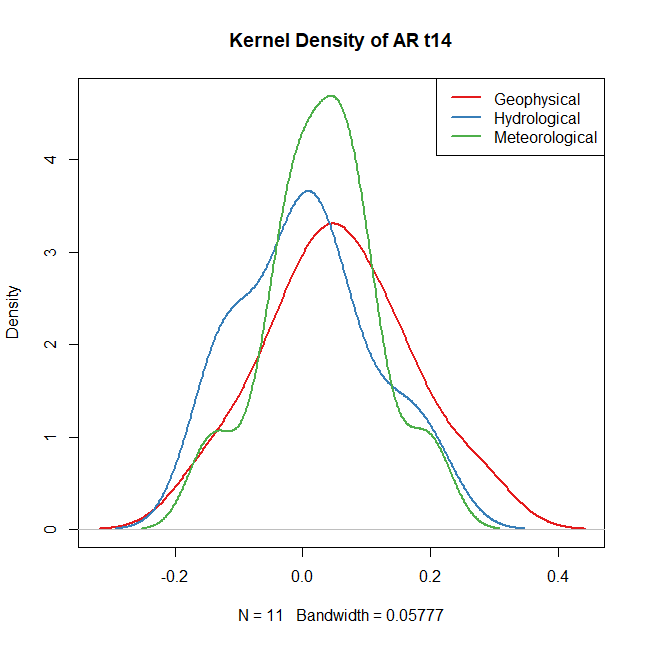 Kernel Density of AR t14
Geophysical
Hydrological
Meteorological
Density
4
3
2
1
0
-0.2
0.0
0.2
0.4
N = 11   Bandwidth = 0.05777